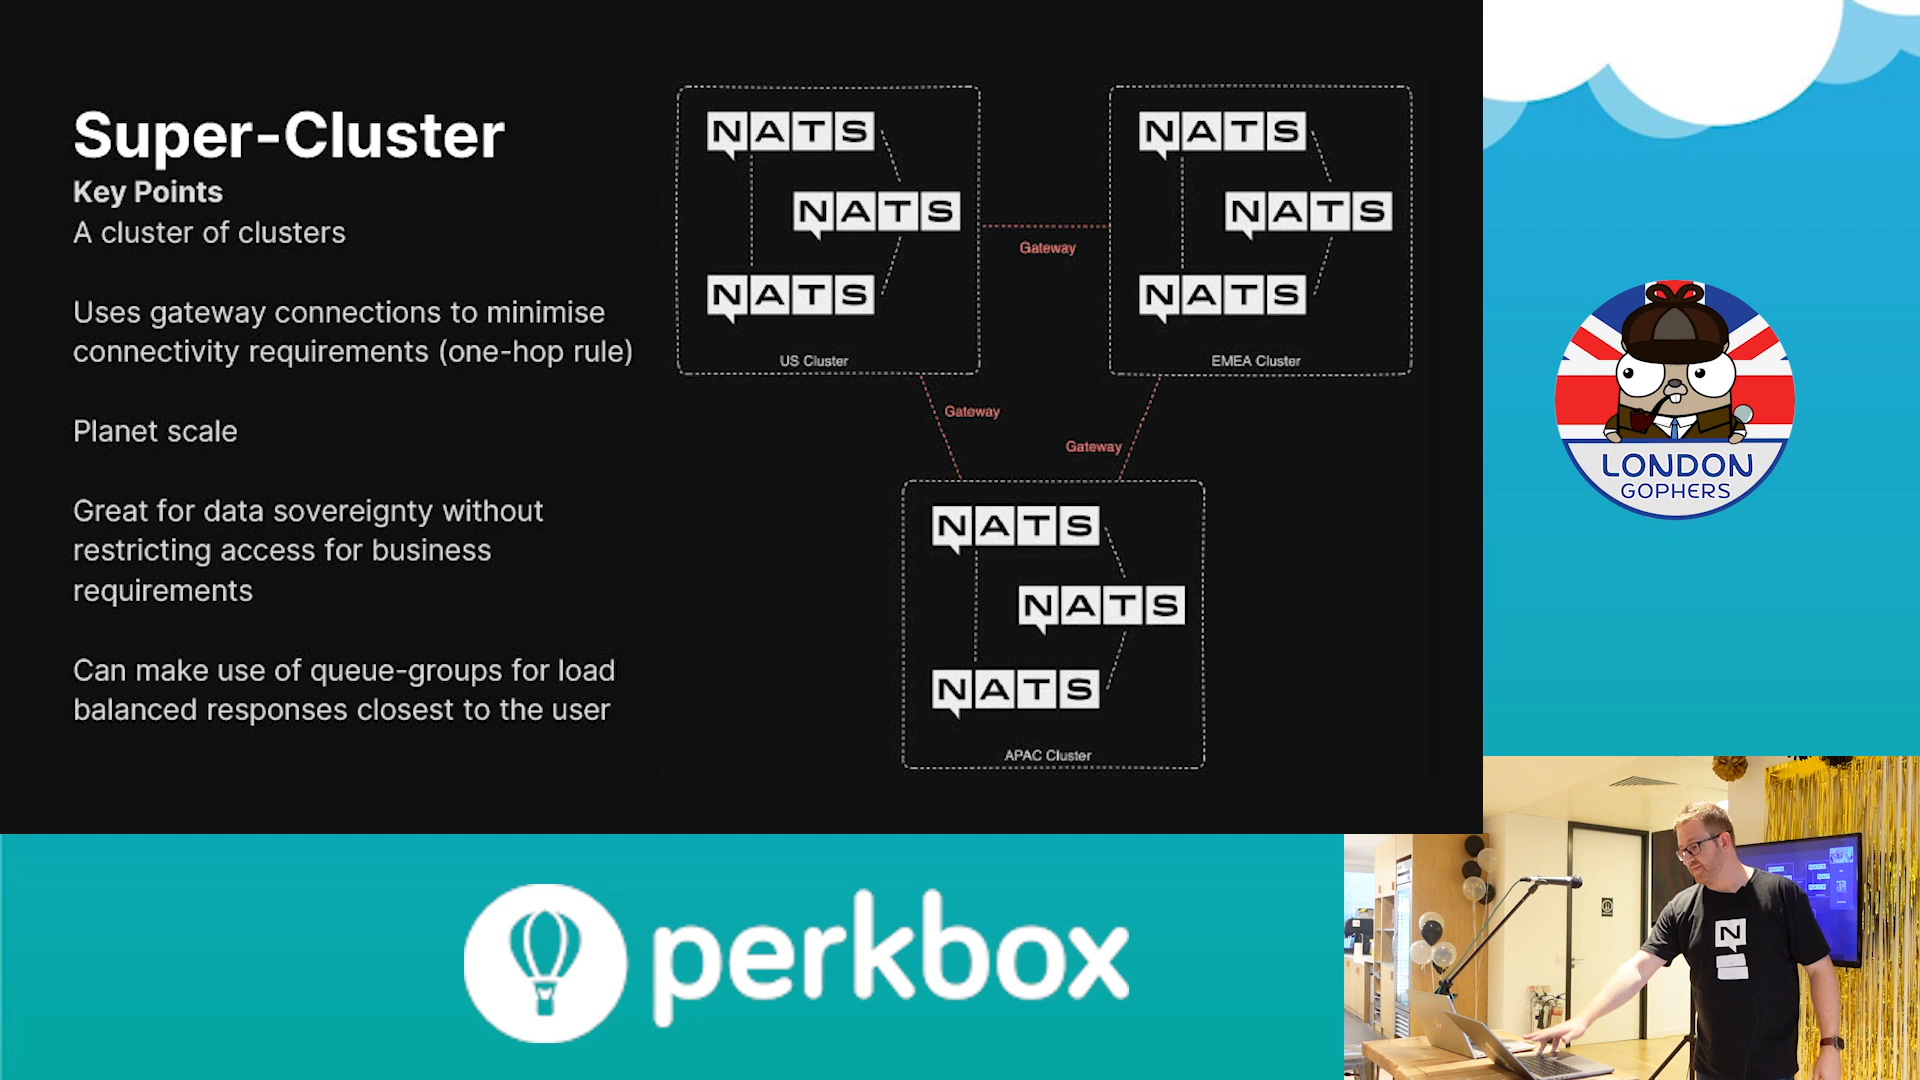 Super-Cluster
Key Points
A cluster of clusters
Uses gateway connections to minimise
connectivity requirements (one-hop rule)
Planet scale
Great for data sovereignty without
restricting access for business
requirements
Can make use of queue-groups for load
balanced responses closest to the user
NATS
NATS
NATS
US Cluster
Gateway
NATS
NATS
NATS
EMEA Cluster
Gateway
Gateway
NATS
NATS
NATS
APAC Cluster
LONDON
GOPHERS
perkbox
N